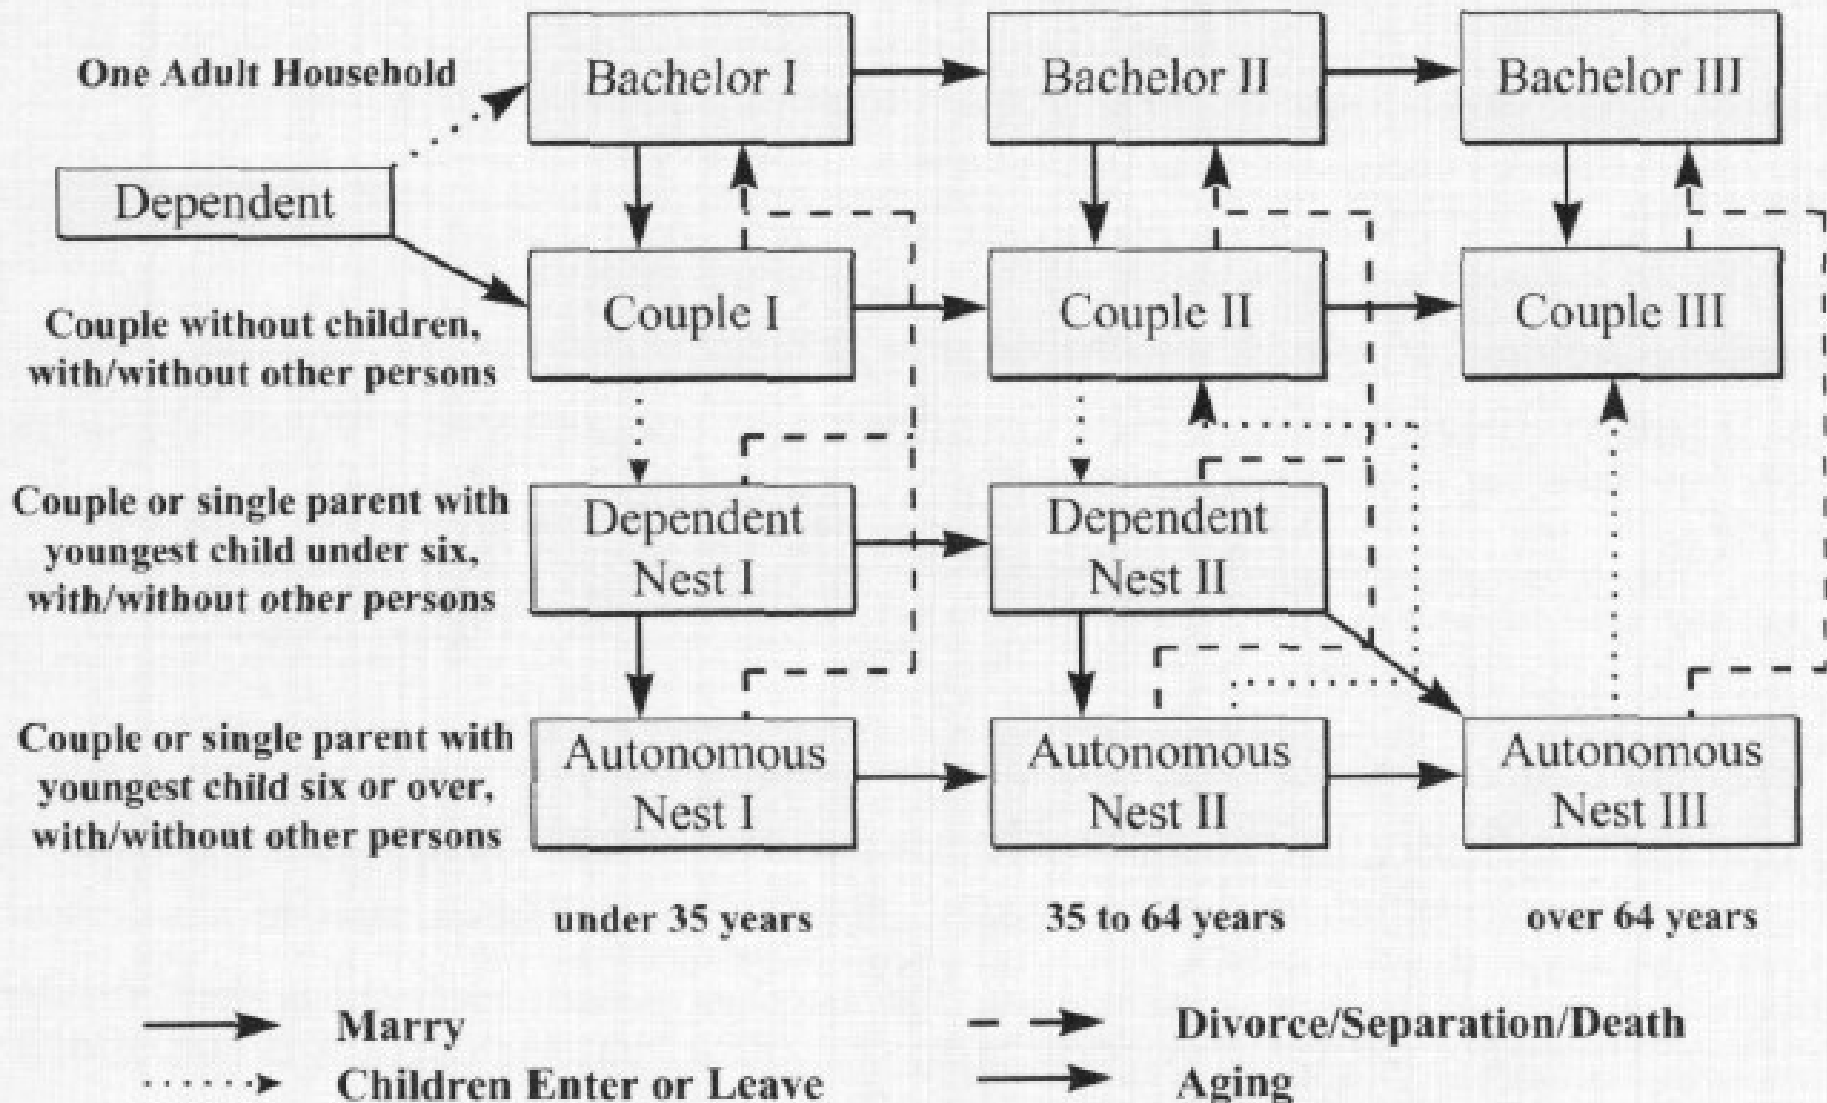 One Adult Household
Bachelor I
Bachelor II
Bachelor III
Dependent
Couple I
Couple II
Couple III
Couple without children,
with/without other persons
Couple or single parent with
youngest child under six,
with/without other persons
Dependent
Nest I
Dependent
Nest II
Couple or single parent with
youngest child six or over,
with/without other persons
Autonomous
Nest I
Autonomous
Nest II
Autonomous
Nest III
under 35 years
35 to 64 years
over 64 years
Marry
Divorce/Separation/Death
Children Enter or Leave
Aging